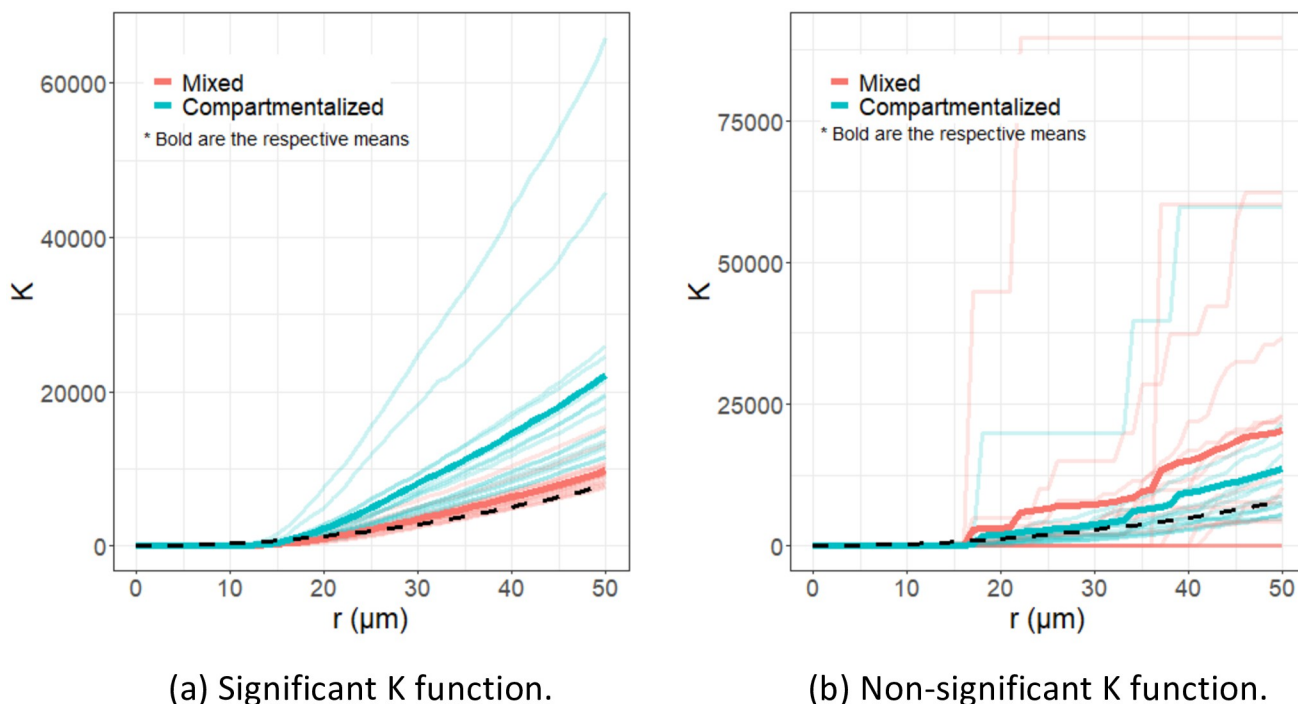 60000
40000
20000
0
K
Mixed
Compartmentalized
* Bold are the respective means
0 10 20 30 40 50
r (µm)
(a) Significant K function.
75000
50000
25000
0
K
Mixed
Compartmentalized
* Bold are the respective means
0 10 20 30 40 50
r (µm)
(b) Non-significant K function.